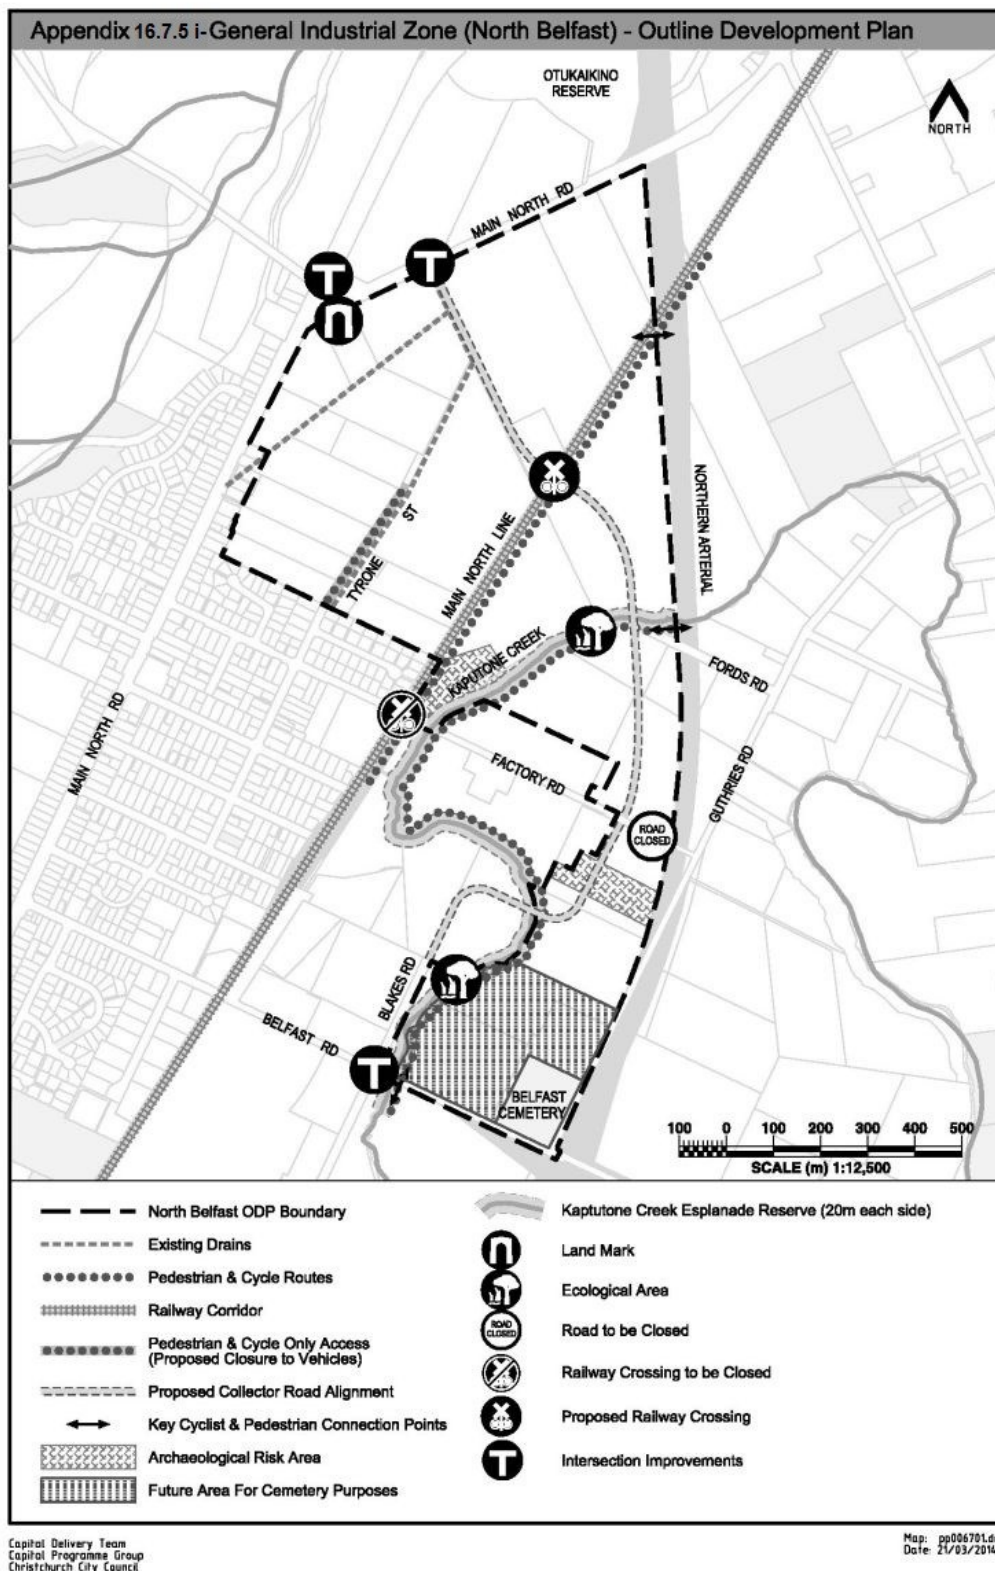 Appendix 16.7.5 i-General Industrial Zone (North Belfast) - Outline Development Plan
OTUKAIKINO
RESERVE
NORTH
MAIN NORTH RD
NORTHERN ARTERIAL
TYRONE ST
MAIN NORTH LINE
KAPUTONE CREEK
FORDS RD
MAIN NORTH RD
FACTORY RD
GUTHRIES RD
ROAD
CLOSED
BLAKES RD
BELFAST RD
BELFAST
CEMETERY
100 0 100 200 300 400 500
SCALE (m) 1:12,500
North Belfast ODP Boundary
Existing Drains
Pedestrian & Cycle Routes
Railway Corridor
Pedestrian & Cycle Only Access
(Proposed Closure to Vehicles)
Proposed Collector Road Alignment
Key Cyclist & Pedestrian Connection Points
Archaeological Risk Area
Future Area For Cemetery Purposes
Kaptutone Creek Esplanade Reserve (20m each side)
Land Mark
Ecological Area
ROAD
CLOSED
Road to be Closed
Railway Crossing to be Closed
Proposed Railway Crossing
Intersection Improvements
Capital Delivery Team
Capital Programme Group
Christchurch City Council
Map: pp006701.d
Date: 21/03/2014